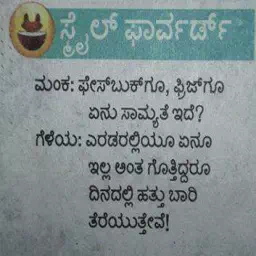 ಸ್ಮೈಲ್ ಫಾರ್ವರ್ಡ್
ಮಂಕ: ಫೇಸ್‌ಬುಕ್‌ಗೂ, ಫ್ರಿಜ್‌ಗೂ
ಏನು ಸಾಮ್ಯತೆ ಇದೆ?
ಗೆಳೆಯ: ಎರಡರಲ್ಲಿಯೂ ಏನೂ
ಇಲ್ಲ ಅಂತ ಗೊತ್ತಿದ್ದರೂ
ದಿನದಲ್ಲಿ ಹತ್ತು ಬಾರಿ
ತೆರೆಯುತ್ತೇವೆ!